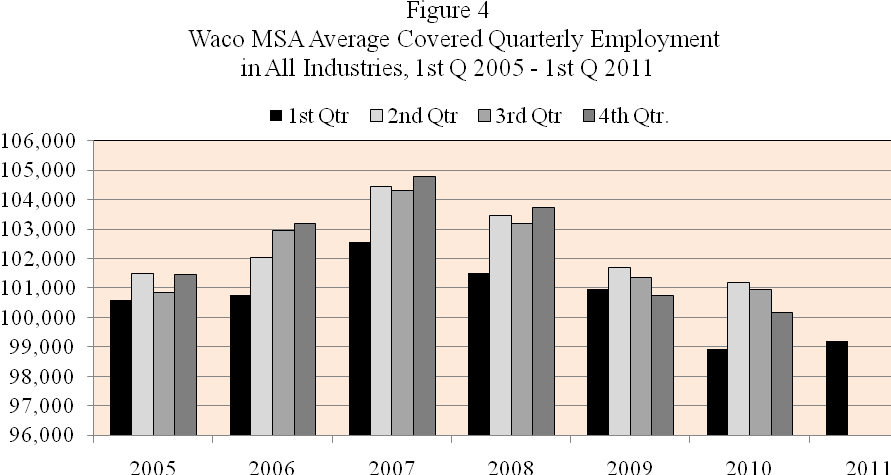 Figure 4
Waco MSA Average Covered Quarterly Employment
in All Industries, 1st Q 2005 - 1st Q 2011
1st Qtr 2nd Qtr 3rd Qtr 4th Qtr.
106,000
105,000
104,000
103,000
102,000
101,000
100,000
99,000
98,000
97,000
96,000
2005 2006 2007 2008 2009 2010 2011